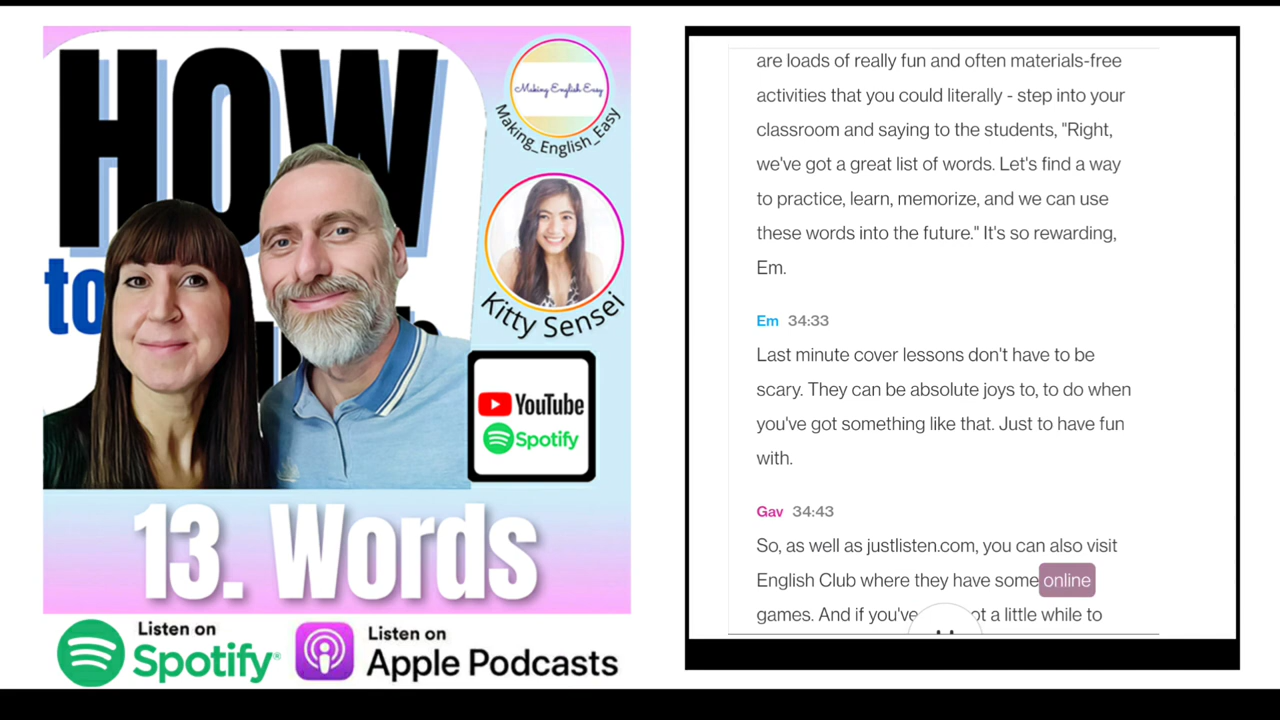 HOW
to
Making English Easy
Making_English_Easy
Kitty Sensei
YouTube
Spotify
13. Words
Listen on
Spotify
Listen on
Apple Podcasts
are loads of really fun and often materials-free
activities that you could literally - step into your
classroom and saying to the students, "Right,
we've got a great list of words. Let's find a way
to practice, learn, memorize, and we can use
these words into the future." It's so rewarding,
Em.
Em 34:33
Last minute cover lessons don't have to be
scary. They can be absolute joys to, to do when
you've got something like that. Just to have fun
with.
Gav 34:43
So, as well as justlisten.com, you can also visit
English Club where they have some online
games. And if you've a little while to